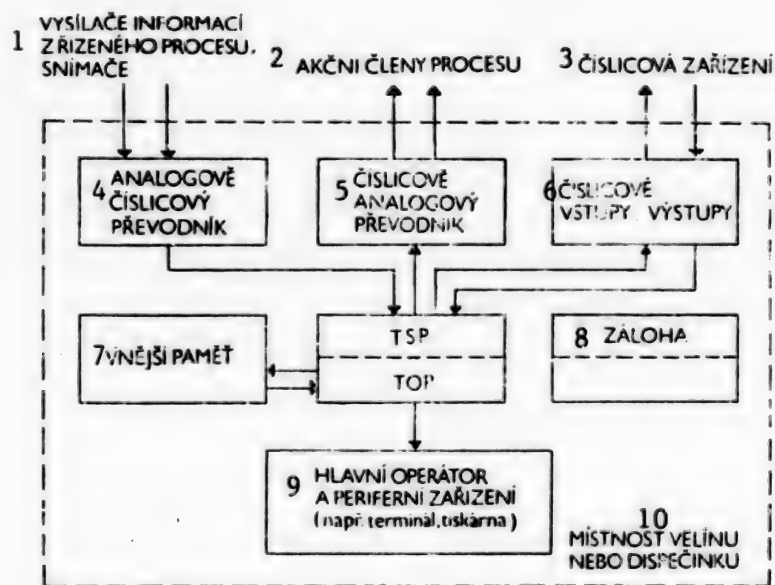 1 VYSÍLAČE INFORMACÍ
Z ŘÍZENÉHO PROCESU,
SNÍMAČE
2 AKČNI ČLENY PROCESU
3 ČÍSLICOVÁ ZAŘÍZENÍ
4 ANALOGOVĚ
ČÍSLICOVÝ
PŘEVODNÍK
5 ČÍSLICOVĚ
ANALOGOVÝ
PŘEVODNÍK
6 ČÍSLICOVÉ
VSTUPY VÝSTUPY
7 VNĚJŠÍ PAMĚŤ
TSP
TOP
8 ZÁLOHA
9 HLAVNÍ OPERÁTOR
A PERIFERNÍ ZAŘÍZENÍ
(např. terminál, tiskárna)
10
MÍSTNOST VELÍNU
NEBO DISPEČINKU